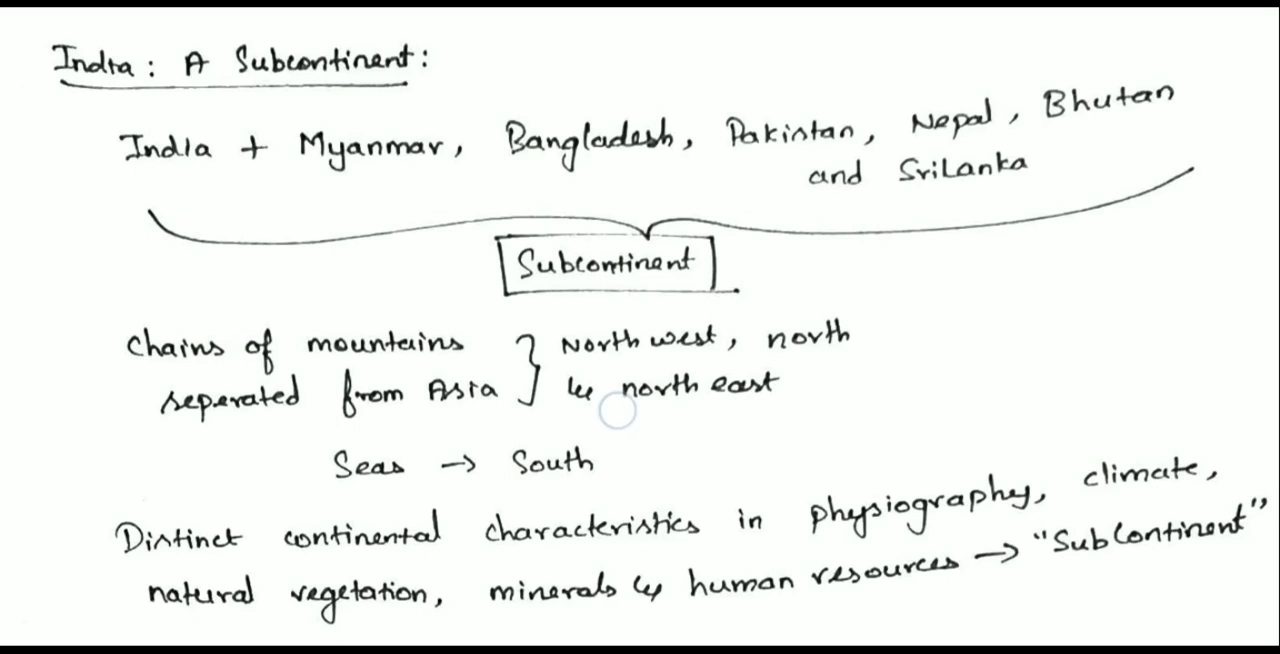 India : A Subcontinent :
India + Myanmar, Bangladesh, Pakistan, Nepal, Bhutan
and SriLanka
Subcontinent
Chains of mountains } North west, north
seperated from Asia } & north east
Seas → South
Distinct continental characteristics in physiography, climate,
natural vegetation, minerals & human resources → "SubContinent"